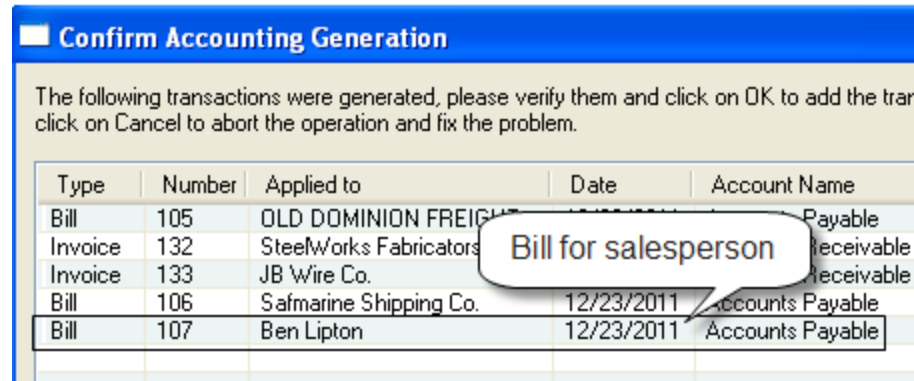 Confirm Accounting Generation
The following transactions were generated, please verify them and click on OK to add the
click on Cancel to abort the operation and fix the problem.
Type Number Applied to Date Account Name
Bill 105 OLD DOMINION FREIGHT Payable
Invoice 132 SteelWorks Fabricators
Invoice 133 JB Wire Co. Receivable
Bill for salesperson
Bill 106 Safmarine Shipping Co. 12/23/2011 Accounts Payable
Bill 107 Ben Lipton 12/23/2011 Accounts Payable